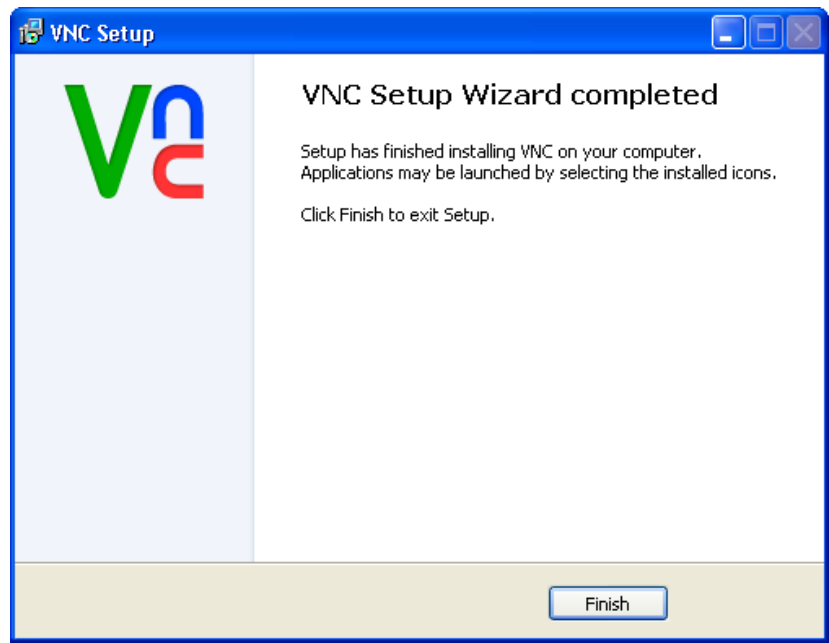 VNC Setup
Vnc
VNC Setup Wizard completed
Setup has finished installing VNC on your computer.
Applications may be launched by selecting the installed icons.
Click Finish to exit Setup.
Finish